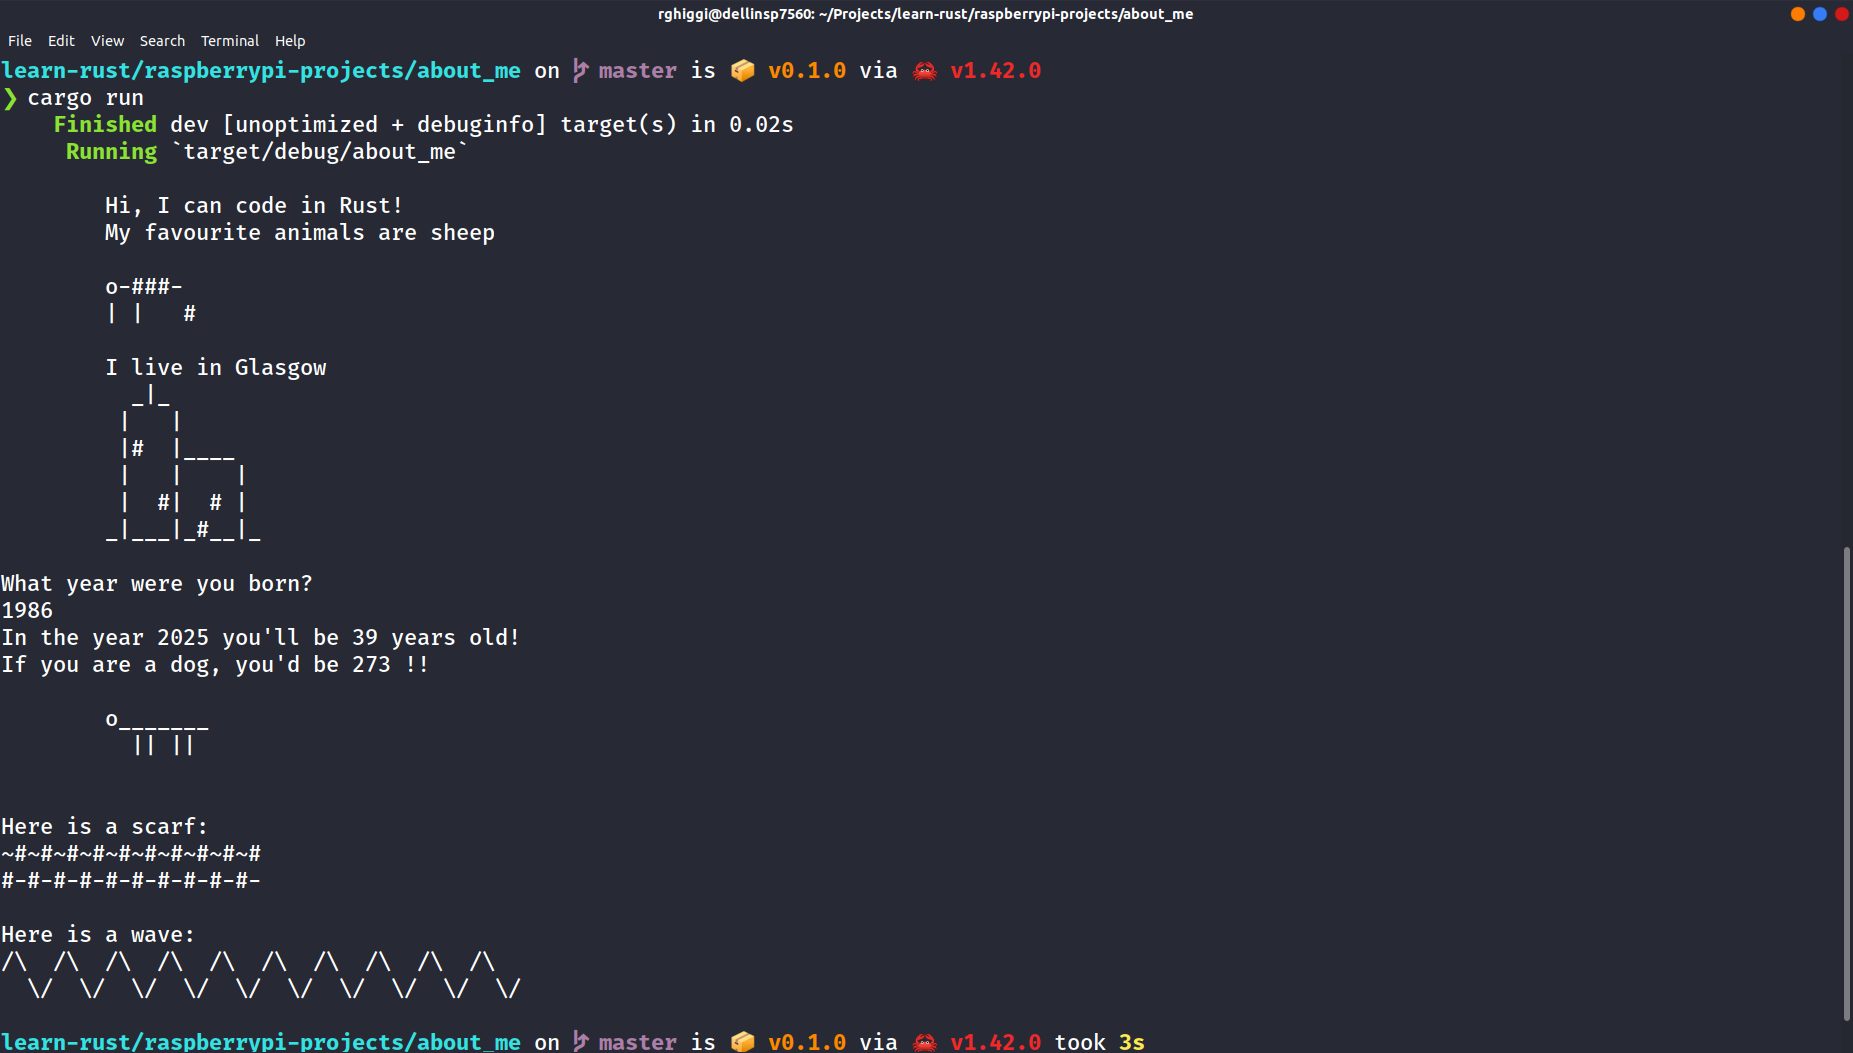 rghiggi@dellinsp7560: ~/Projects/learn-rust/raspberrypi-projects/about_me
File Edit View Search Terminal Help
learn-rust/raspberrypi-projects/about_me on master is 📦 v0.1.0 via 🦀 v1.42.0
❯ cargo run
    Finished dev [unoptimized + debuginfo] target(s) in 0.02s
     Running `target/debug/about_me`

        Hi, I can code in Rust!
        My favourite animals are sheep

        o-###-
        | |   #

        I live in Glasgow
          _|_
         |   |
         |#  |____
         |   |    |
         |  #|  # |
        _|___|_#__|_

What year were you born?
1986
In the year 2025 you'll be 39 years old!
If you are a dog, you'd be 273 !!

        o_______
          || ||


Here is a scarf:
~#~#~#~#~#~#~#~#~#~#
#-#-#-#-#-#-#-#-#-#-

Here is a wave:
/\  /\  /\  /\  /\  /\  /\  /\  /\  /\
  \/  \/  \/  \/  \/  \/  \/  \/  \/  \/

learn-rust/raspberrypi-projects/about_me on master is 📦 v0.1.0 via 🦀 v1.42.0 took 3s